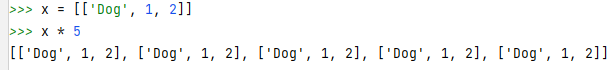 >>> x = [['Dog', 1, 2]]
>>> x * 5
[['Dog', 1, 2], ['Dog', 1, 2], ['Dog', 1, 2], ['Dog', 1, 2], ['Dog', 1, 2]]